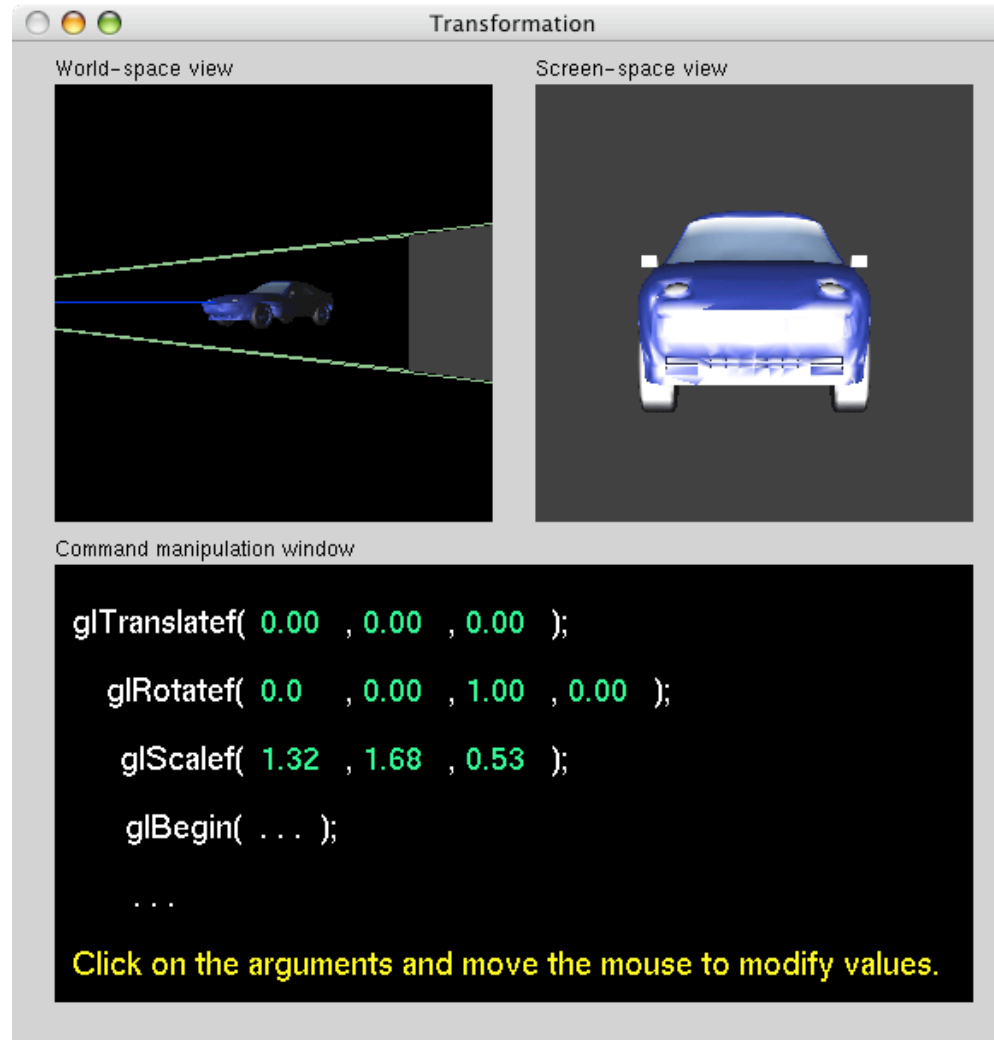 Transformation
World-space view
Screen-space view
Command manipulation window
glTranslatef( 0.00 , 0.00 , 0.00 );
glRotatef( 0.0 , 0.00 , 1.00 , 0.00 );
glScalef( 1.32 , 1.68 , 0.53 );
glBegin( . . . );
. . .
Click on the arguments and move the mouse to modify values.